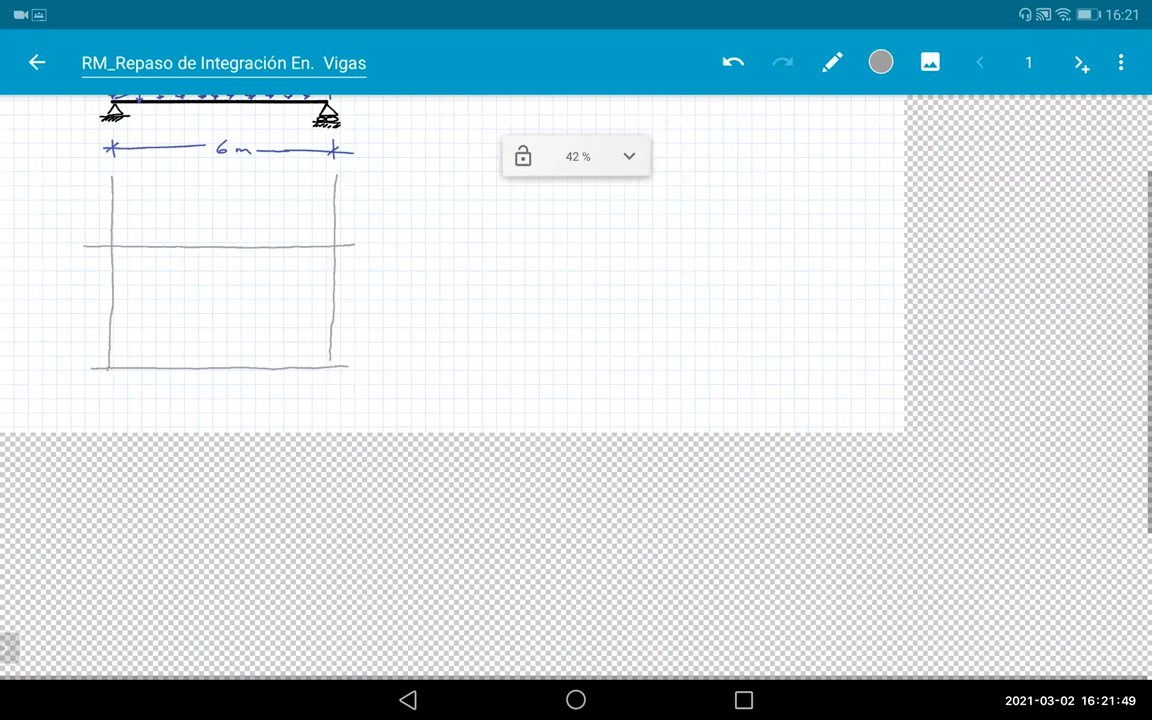 16:21
RM_Repaso de Integración En.  Vigas
1
6 m
42 %
2021-03-02 16:21:49